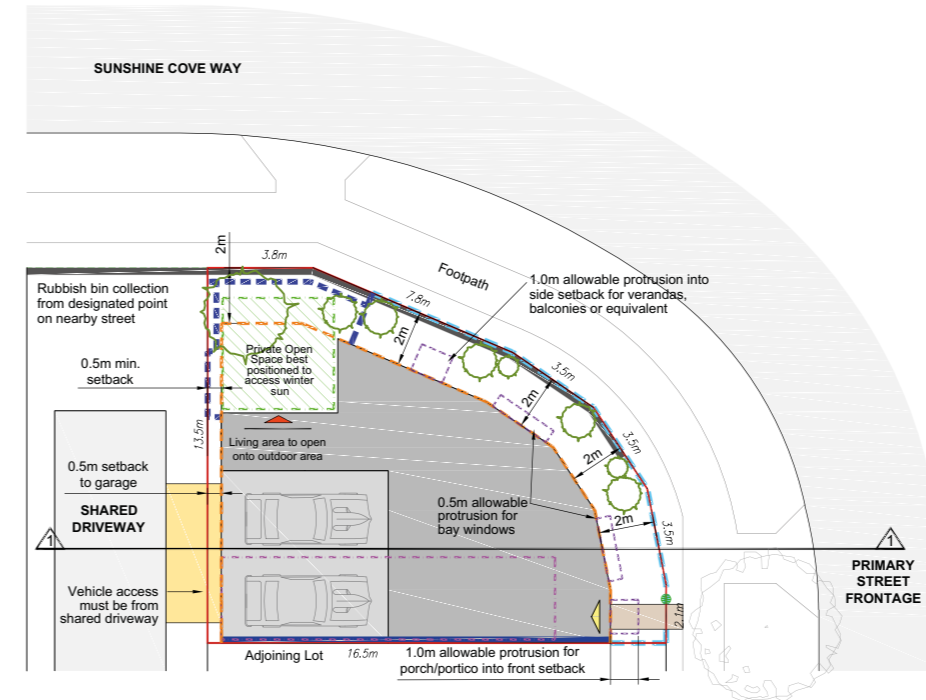 SUNSHINE COVE WAY
2m
3.8m
Footpath
Rubbish bin collection
from designated point
on nearby street
7.8m
1.0m allowable protrusion into
side setback for verandas,
balconies or equivalent
2m
Private Open
Space best
positioned to
access winter
sun
0.5m min.
setback
3.5m
2m
13.5m
Living area to open
onto outdoor area
3.5m
2m
0.5m setback
to garage
SHARED
DRIVEWAY
0.5m allowable
protrusion for
bay windows
2m
3.5m
1
1
PRIMARY
STREET
FRONTAGE
Vehicle access
must be from
shared driveway
2.1m
Adjoining Lot
16.5m
1.0m allowable protrusion for
porch/portico into front setback